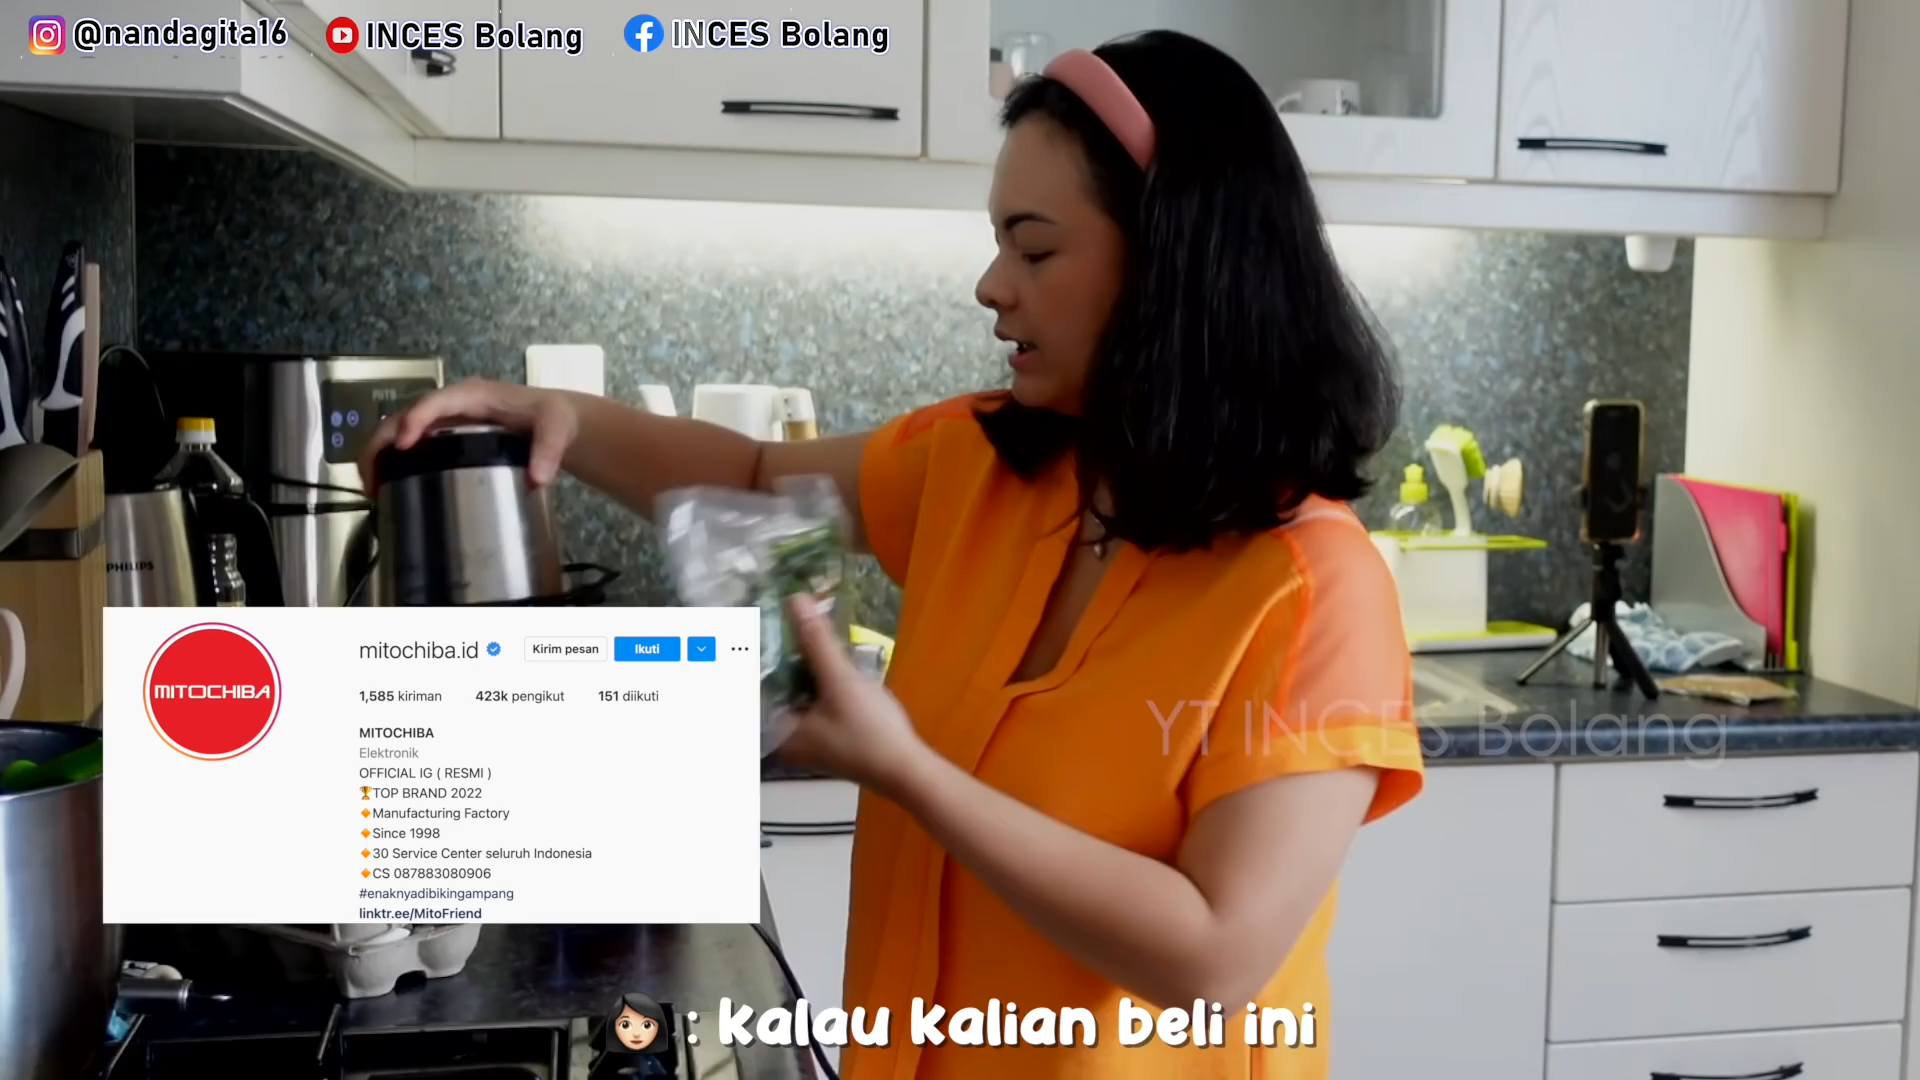 @nandagita16 INCES Bolang INCES Bolang
PHILIPS
MITOCHIBA
mitochiba.id Kirim pesan Ikuti
1,585 kiriman 423k pengikut 151 diikuti
MITOCHIBA
Elektronik
OFFICIAL IG ( RESMI )
🏆TOP BRAND 2022
🔸Manufacturing Factory
🔸Since 1998
🔸30 Service Center seluruh Indonesia
🔸CS 087883080906
#enaknyadibikingampang
linktr.ee/MitoFriend
YT INCES Bolang
: kalau kalian beli ini